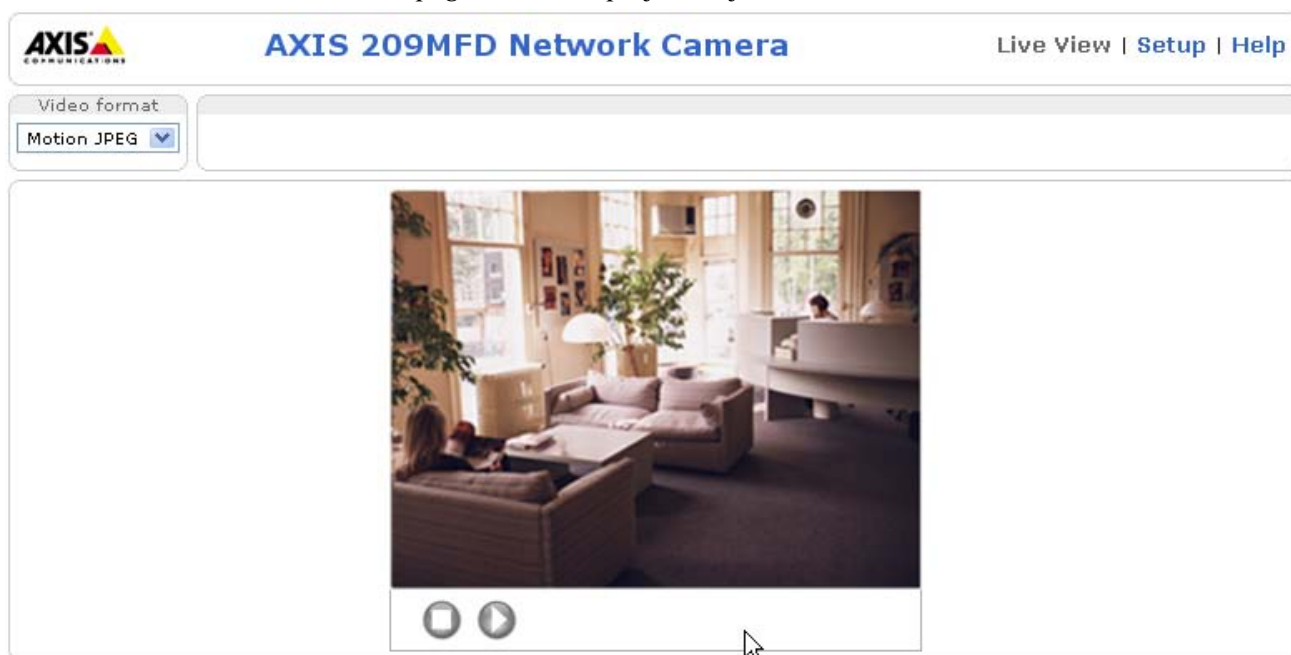 AXIS
COMMUNICATIONS
AXIS 209MFD Network Camera
Live View | Setup | Help
Video format
Motion JPEG